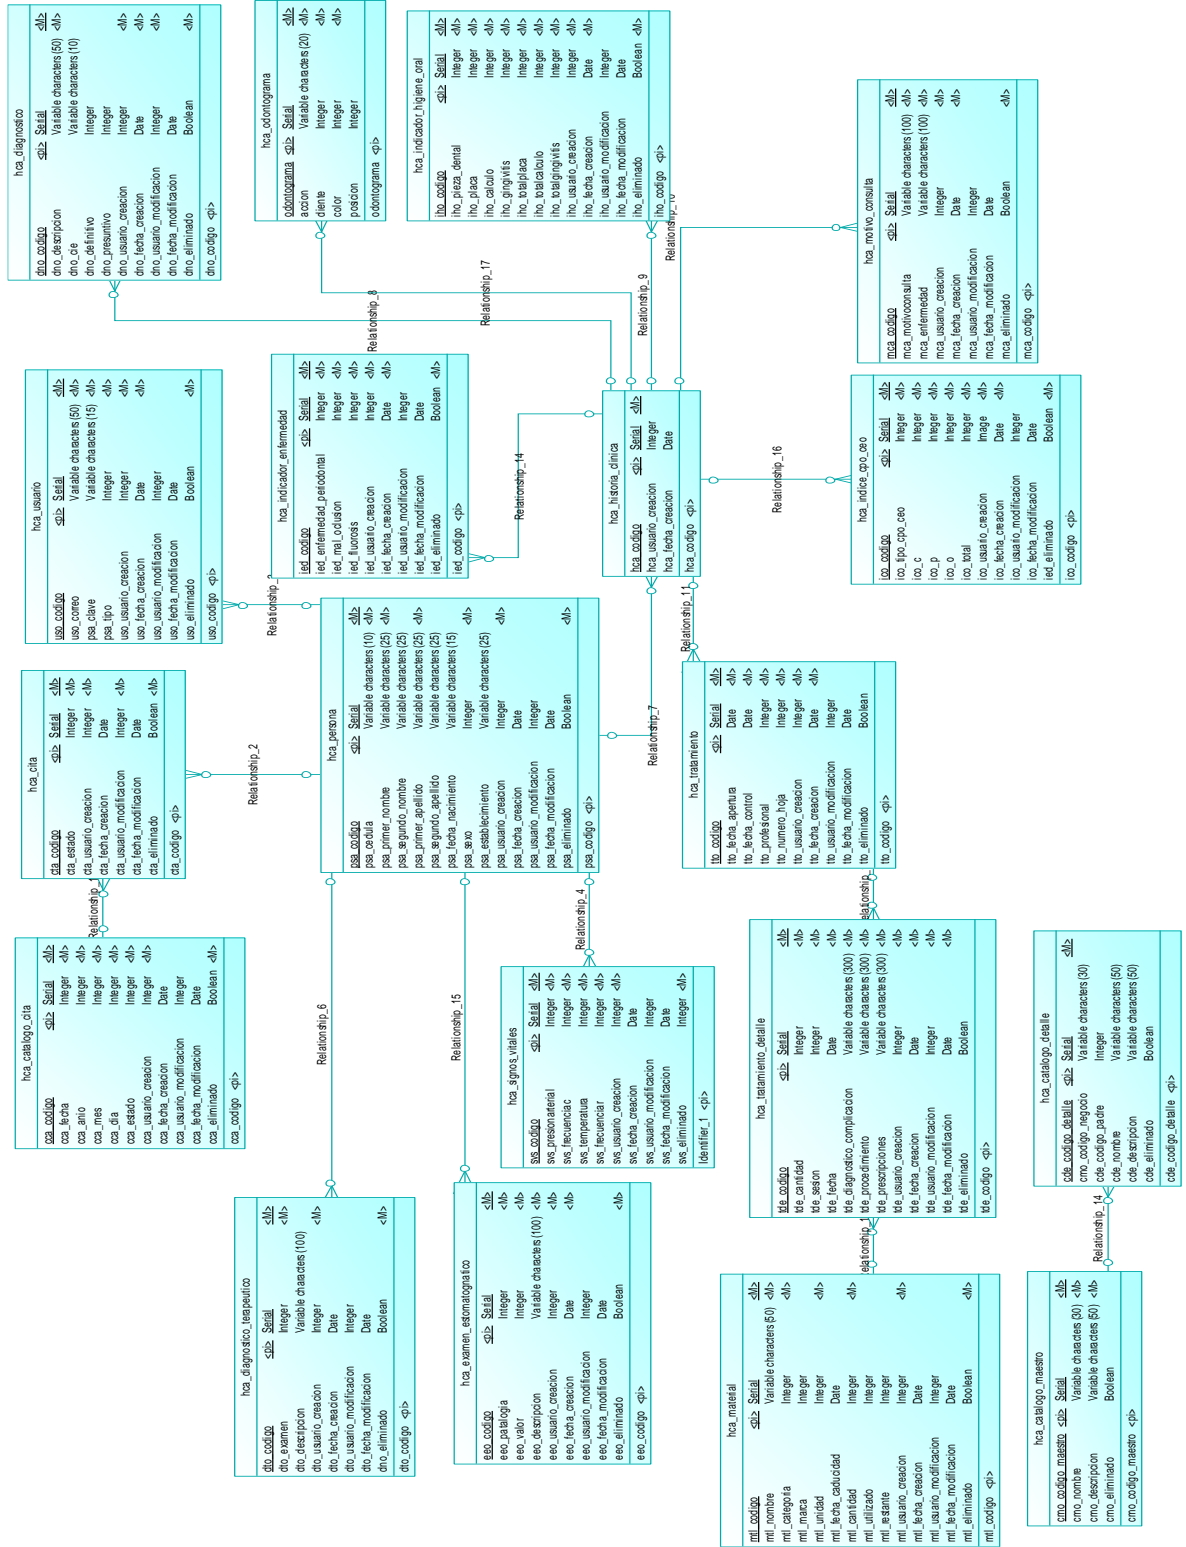 hca_catalogo_cita
cca_codigo <pi> Serial <M>
cca_fecha Integer <M>
cca_anio Integer <M>
cca_mes Integer <M>
cca_dia Integer <M>
cca_estado Integer <M>
cca_usuario_creacion Integer <M>
cca_fecha_creacion Date
cca_usuario_modificacion Integer
cca_fecha_modificacion Date
cca_eliminado Boolean <M>
cca_codigo <pi>
hca_cita
cta_codigo <pi> Serial <M>
cta_estado Integer <M>
cta_usuario_creacion Integer <M>
cta_fecha_creacion Date
cta_usuario_modificacion Integer <M>
cta_fecha_modificacion Date
cta_eliminado Boolean <M>
cta_codigo <pi>
hca_usuario
uso_codigo <pi> Serial <M>
uso_correo Variable characters (50) <M>
psa_clave Variable characters (15) <M>
psa_tipo Integer <M>
uso_usuario_creacion Integer <M>
uso_fecha_creacion Date <M>
uso_usuario_modificacion Integer
uso_fecha_modificacion Date
uso_eliminado Boolean <M>
uso_codigo <pi>
hca_diagnostico
dno_codigo <pi> Serial <M>
dno_descripcion Variable characters (50) <M>
dno_cie Variable characters (10)
dno_definitivo Integer
dno_presuntivo Integer
dno_usuario_creacion Integer <M>
dno_fecha_creacion Date <M>
dno_usuario_modificacion Integer
dno_fecha_modificacion Date
dno_eliminado Boolean <M>
dno_codigo <pi>
Relationship_2
hca_odontograma
odontograma <pi> Serial <M>
accion Variable characters (20) <M>
diente Integer <M>
color Integer <M>
posicion Integer
odontograma <pi>
hca_indicador_enfermedad
ied_codigo <pi> Serial <M>
ied_enfermedad_periodontal Integer <M>
ied_mal_oclusion Integer <M>
ied_fluorosis Integer <M>
ied_usuario_creacion Integer <M>
ied_fecha_creacion Date <M>
ied_usuario_modificacion Integer
ied_fecha_modificacion Date
ied_eliminado Boolean <M>
ied_codigo <pi>
Relationship_6
Relationship_8
hca_diagnostico_terapeutico
dto_codigo <pi> Serial <M>
dto_examen Integer <M>
dto_descripcion Variable characters (100)
dto_usuario_creacion Integer <M>
dto_fecha_creacion Date
dto_usuario_modificacion Integer
dto_fecha_modificacion Date
dno_eliminado Boolean <M>
dto_codigo <pi>
hca_persona
psa_codigo <pi> Serial <M>
psa_cedula Variable characters (10) <M>
psa_primer_nombre Variable characters (25) <M>
psa_segundo_nombre Variable characters (25) <M>
psa_primer_apellido Variable characters (25) <M>
psa_segundo_apellido Variable characters (25) <M>
psa_fecha_nacimiento Variable characters (15) <M>
psa_sexo Integer <M>
psa_establecimiento Variable characters (25) <M>
psa_usuario_creacion Integer
psa_fecha_creacion Date
psa_usuario_modificacion Integer
psa_fecha_modificacion Date
psa_eliminado Boolean <M>
psa_codigo <pi>
hca_indicador_higiene_oral
iho_codigo <pi> Serial <M>
iho_pieza_dental Integer <M>
iho_placa Integer <M>
iho_calculo Integer <M>
iho_gingivitis Integer <M>
iho_totalplaca Integer <M>
iho_totalcalculo Integer <M>
iho_totalgingivitis Integer <M>
iho_usuario_creacion Integer <M>
iho_fecha_creacion Date <M>
iho_usuario_modificacion Integer
iho_fecha_modificacion Date
iho_eliminado Boolean <M>
iho_codigo <pi>
Relationship_15
Relationship_17
hca_examen_estomatognatico
eeo_codigo <pi> Serial <M>
eeo_patalogia Integer <M>
eeo_valor Integer <M>
eeo_descripcion Variable characters (100) <M>
eeo_usuario_creacion Integer <M>
eeo_fecha_creacion Date <M>
eeo_usuario_modificacion Integer
eeo_fecha_modificacion Date
eeo_eliminado Boolean <M>
eeo_codigo <pi>
hca_signos_vitales
svs_codigo <pi> Serial <M>
svs_presionarterial Integer <M>
svs_frecuenciac Integer <M>
svs_temperatura Integer <M>
svs_frecuenciar Integer <M>
svs_usuario_creacion Integer <M>
svs_fecha_creacion Date
svs_usuario_modificacion Integer
svs_fecha_modificacion Date
svs_eliminado Integer <M>
Identifier_1 <pi>
Relationship_4
Relationship_14
hca_historia_clinica
hca_codigo <pi> Serial <M>
hca_usuario_creacion Integer
hca_fecha_creacion Date
hca_codigo <pi>
Relationship_7
Relationship_9
Relationship_10
Relationship_11
hca_tratamiento
tto_codigo <pi> Serial <M>
tto_fecha_apertura Date <M>
tto_fecha_control Date <M>
tto_profesional Integer <M>
tto_numero_hoja Integer <M>
tto_usuario_creacion Integer <M>
tto_fecha_creacion Date <M>
tto_usuario_modificacion Integer
tto_fecha_modificacion Date
tto_eliminado Boolean <M>
tto_codigo <pi>
Relationship_16
hca_material
mtl_codigo <pi> Serial <M>
mtl_nombre Variable characters (50) <M>
mtl_categoria Integer <M>
mtl_marca Integer
mtl_unidad Integer <M>
mtl_fecha_caducidad Date
mtl_cantidad Integer <M>
mtl_utilizado Integer
mtl_restante Integer
mtl_usuario_creacion Integer <M>
mtl_fecha_creacion Date
mtl_usuario_modificacion Integer
mtl_fecha_modificacion Date
mtl_eliminado Boolean <M>
mtl_codigo <pi>
hca_tratamiento_detalle
tde_codigo <pi> Serial <M>
tde_cantidad Integer <M>
tde_sesion Integer
tde_fecha Date <M>
tde_diagnostico_complicacion Variable characters (300) <M>
tde_procedimiento Variable characters (300) <M>
tde_prescripciones Variable characters (300) <M>
tde_usuario_creacion Integer <M>
tde_fecha_creacion Date <M>
tde_usuario_modificacion Integer <M>
tde_fecha_modificacion Date <M>
tde_eliminado Boolean
tde_codigo <pi>
hca_indice_cpo_ceo
ico_codigo <pi> Serial <M>
ico_tipo_cpo_ceo Integer <M>
ico_c Integer <M>
ico_p Integer <M>
ico_o Integer <M>
ico_total Integer <M>
ico_usuario_creacion Image <M>
ico_fecha_creacion Date <M>
ico_usuario_modificacion Integer
ico_fecha_modificacion Date
ied_eliminado Boolean <M>
ico_codigo <pi>
hca_motivo_consulta
mca_codigo <pi> Serial <M>
mca_motivoconsulta Variable characters (100) <M>
mca_enfermedad Variable characters (100) <M>
mca_usuario_creacion Integer <M>
mca_fecha_creacion Date <M>
mca_usuario_modificacion Integer
mca_fecha_modificacion Date
mca_eliminado Boolean <M>
mca_codigo <pi>
hca_catalogo_maestro
cmo_codigo_maestro <pi> Serial <M>
cmo_nombre Variable characters (30) <M>
cmo_descripcion Variable characters (50) <M>
cmo_eliminado Boolean <M>
cmo_codigo_maestro <pi>
Relationship_14
hca_catalogo_detalle
cde_codigo_detalle <pi> Serial <M>
cmo_codigo_negocio Variable characters (30)
cde_codigo_padre Integer
cde_nombre Variable characters (50)
cde_descripcion Variable characters (50)
cde_eliminado Boolean
cde_codigo_detalle <pi>